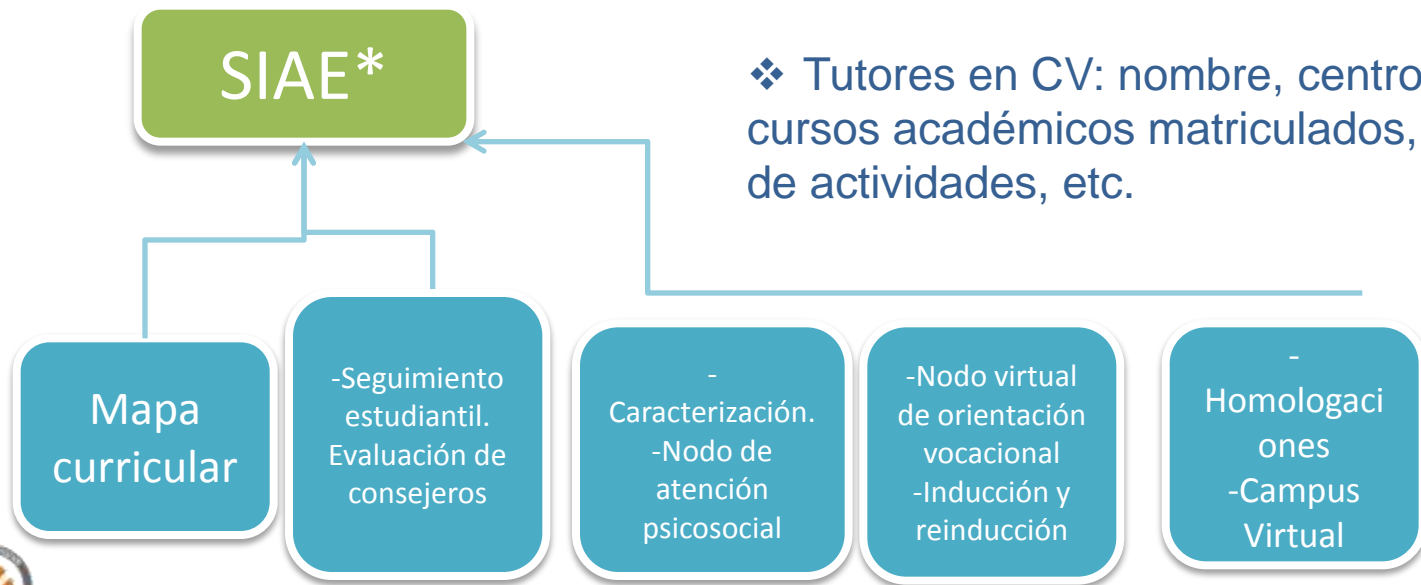 SIAE*
❖ Tutores en CV: nombre, centro
cursos académicos matriculados,
de actividades, etc.
Mapa
curricular
-Seguimiento
estudiantil.
Evaluación de
consejeros
-
Caracterización.
-Nodo de
atención
psicosocial
-Nodo virtual
de orientación
vocacional
-Inducción y
reinducción
-
Homologaci
ones
-Campus
Virtual